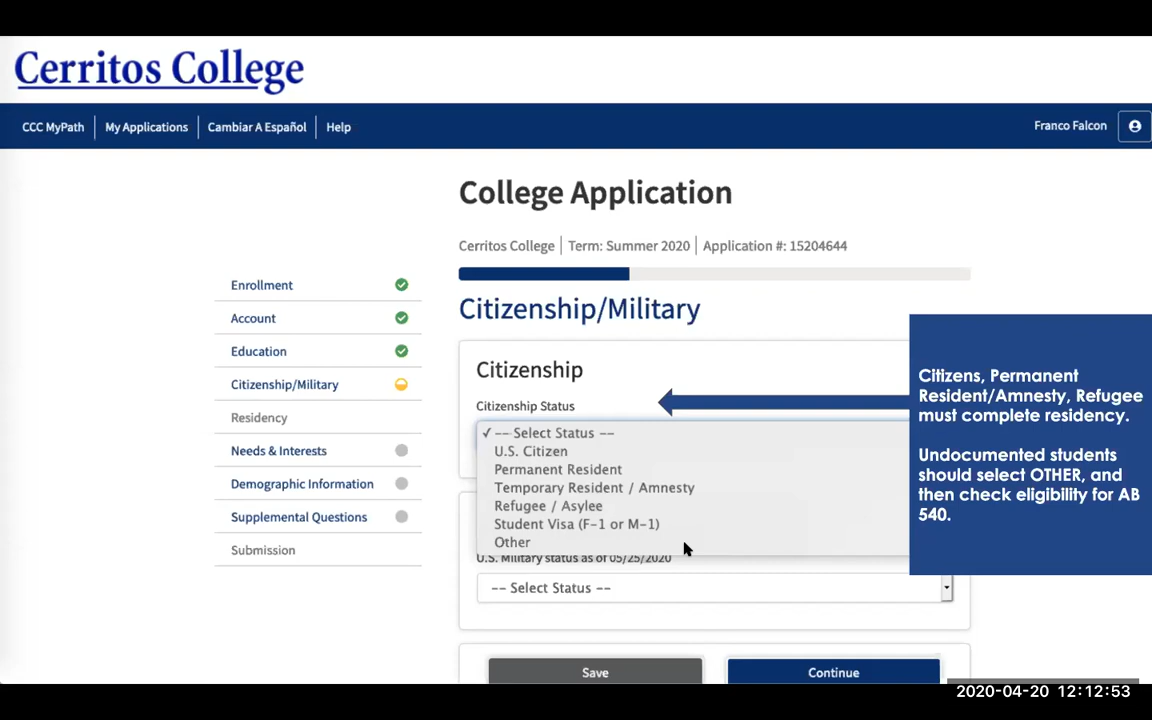 Cerritos College
CCC MyPath
My Applications
Cambiar A Español
Help
Franco Falcon
College Application
Cerritos College
Term: Summer 2020
Application #: 15204644
Enrollment
Account
Education
Citizenship/Military
Residency
Needs & Interests
Demographic Information
Supplemental Questions
Submission
Citizenship/Military
Citizenship
Citizenship Status
✓ -- Select Status --
U.S. Citizen
Permanent Resident
Temporary Resident / Amnesty
Refugee / Asylee
Student Visa (F-1 or M-1)
Other
U.S. Military status as of 05/25/2020
-- Select Status --
Save
Continue
Citizens, Permanent
Resident/Amnesty, Refugee
must complete residency.
Undocumented students
should select OTHER, and
then check eligibility for AB
540.
2020-04-20 12:12:53